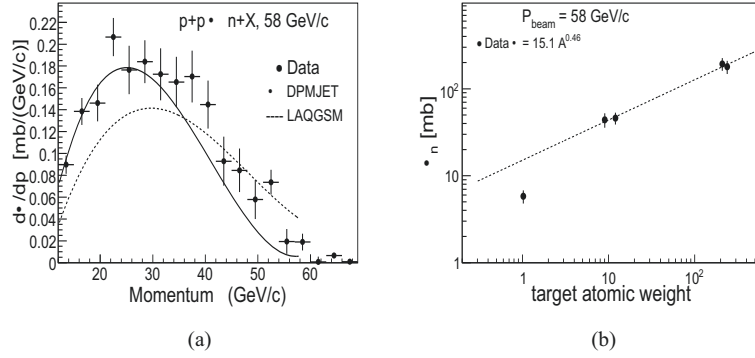 p+p• n+X, 58 GeV/c
• Data
• DPMJET
---- LAQGSM
dσ•/dp [mb/(GeV/c)]
0.22
0.2
0.18
0.16
0.14
0.12
0.1
0.08
0.06
0.04
0.02
0
20 30 40 50 60
Momentum (GeV/c)
(a)
P_beam = 58 GeV/c
• Data • = 15.1 A^0.46
•n [mb]
10^2
10
1
1 10 10^2
target atomic weight
(b)